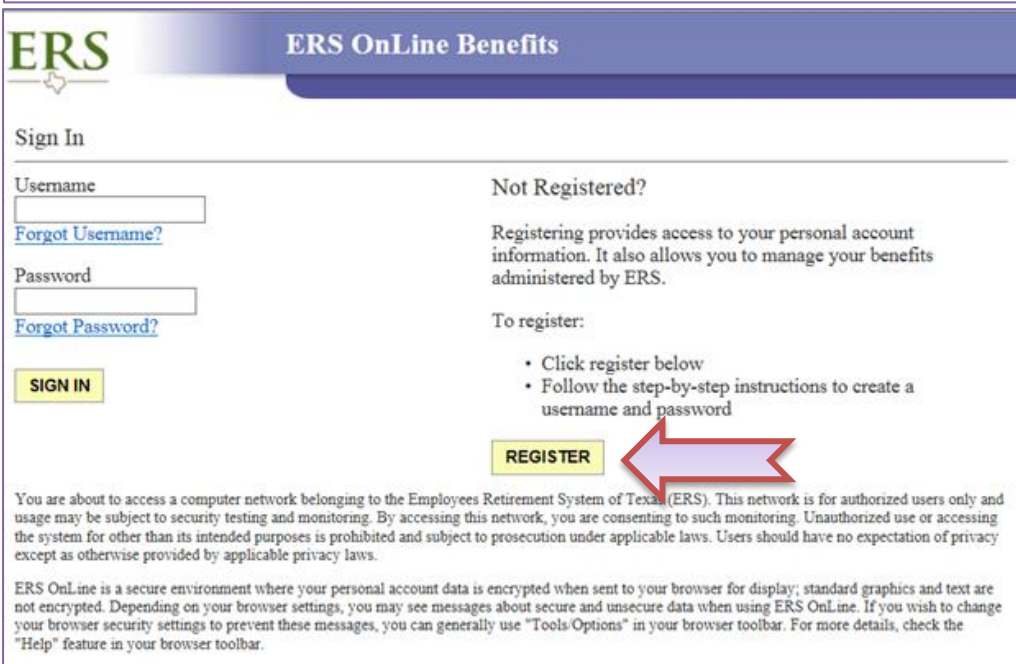 ERS
ERS OnLine Benefits
Sign In
Username
Forgot Username?
Password
Forgot Password?
SIGN IN
Not Registered?
Registering provides access to your personal account
information. It also allows you to manage your benefits
administered by ERS.
To register:
• Click register below
• Follow the step-by-step instructions to create a
username and password
REGISTER
You are about to access a computer network belonging to the Employees Retirement System of Texas (ERS). This network is for authorized users only and
usage may be subject to security testing and monitoring. By accessing this network, you are consenting to such monitoring. Unauthorized use or accessing
the system for other than its intended purposes is prohibited and subject to prosecution under applicable laws. Users should have no expectation of privacy
except as otherwise provided by applicable privacy laws.
ERS OnLine is a secure environment where your personal account data is encrypted when sent to your browser for display; standard graphics and text are
not encrypted. Depending on your browser settings, you may see messages about secure and unsecure data when using ERS OnLine. If you wish to change
your browser security settings to prevent these messages, you can generally use "Tools/Options" in your browser toolbar. For more details, check the
"Help" feature in your browser toolbar.